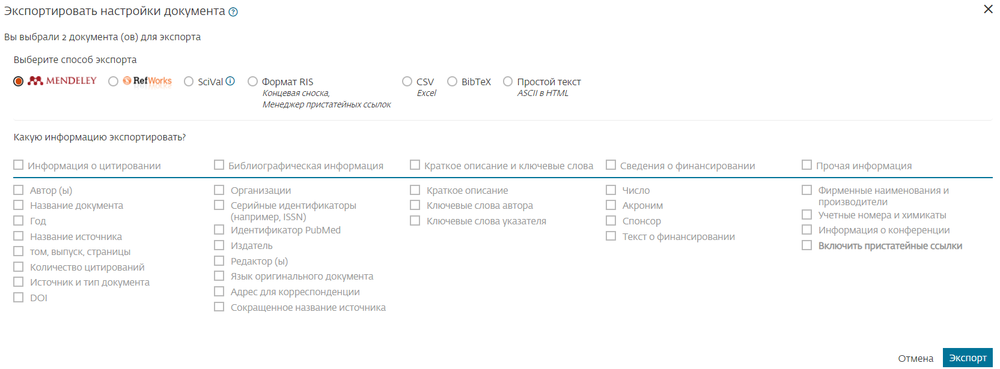 Экспортировать настройки документа ?
Вы выбрали 2 документа (ов) для экспорта
Выберите способ экспорта
MENDELEY RefWorks SciVal i Формат RIS CSV BibTeX Простой текст
Концевая сноска, Excel ASCII в HTML
Менеджер пристатейных ссылок
Какую информацию экспортировать?
Информация о цитировании Библиографическая информация Краткое описание и ключевые слова Сведения о финансировании Прочая информация
Автор (ы)
Название документа
Год
Название источника
том, выпуск, страницы
Количество цитирований
Источник и тип документа
DOI
Организации
Серийные идентификаторы
(например, ISSN)
Идентификатор PubMed
Издатель
Редактор (ы)
Язык оригинального документа
Адрес для корреспонденции
Сокращенное название источника
Краткое описание
Ключевые слова автора
Ключевые слова указателя
Число
Акроним
Спонсор
Текст о финансировании
Фирменные наименования и
производители
Учетные номера и химикаты
Информация о конференции
Включить пристатейные ссылки
Отмена Экспорт